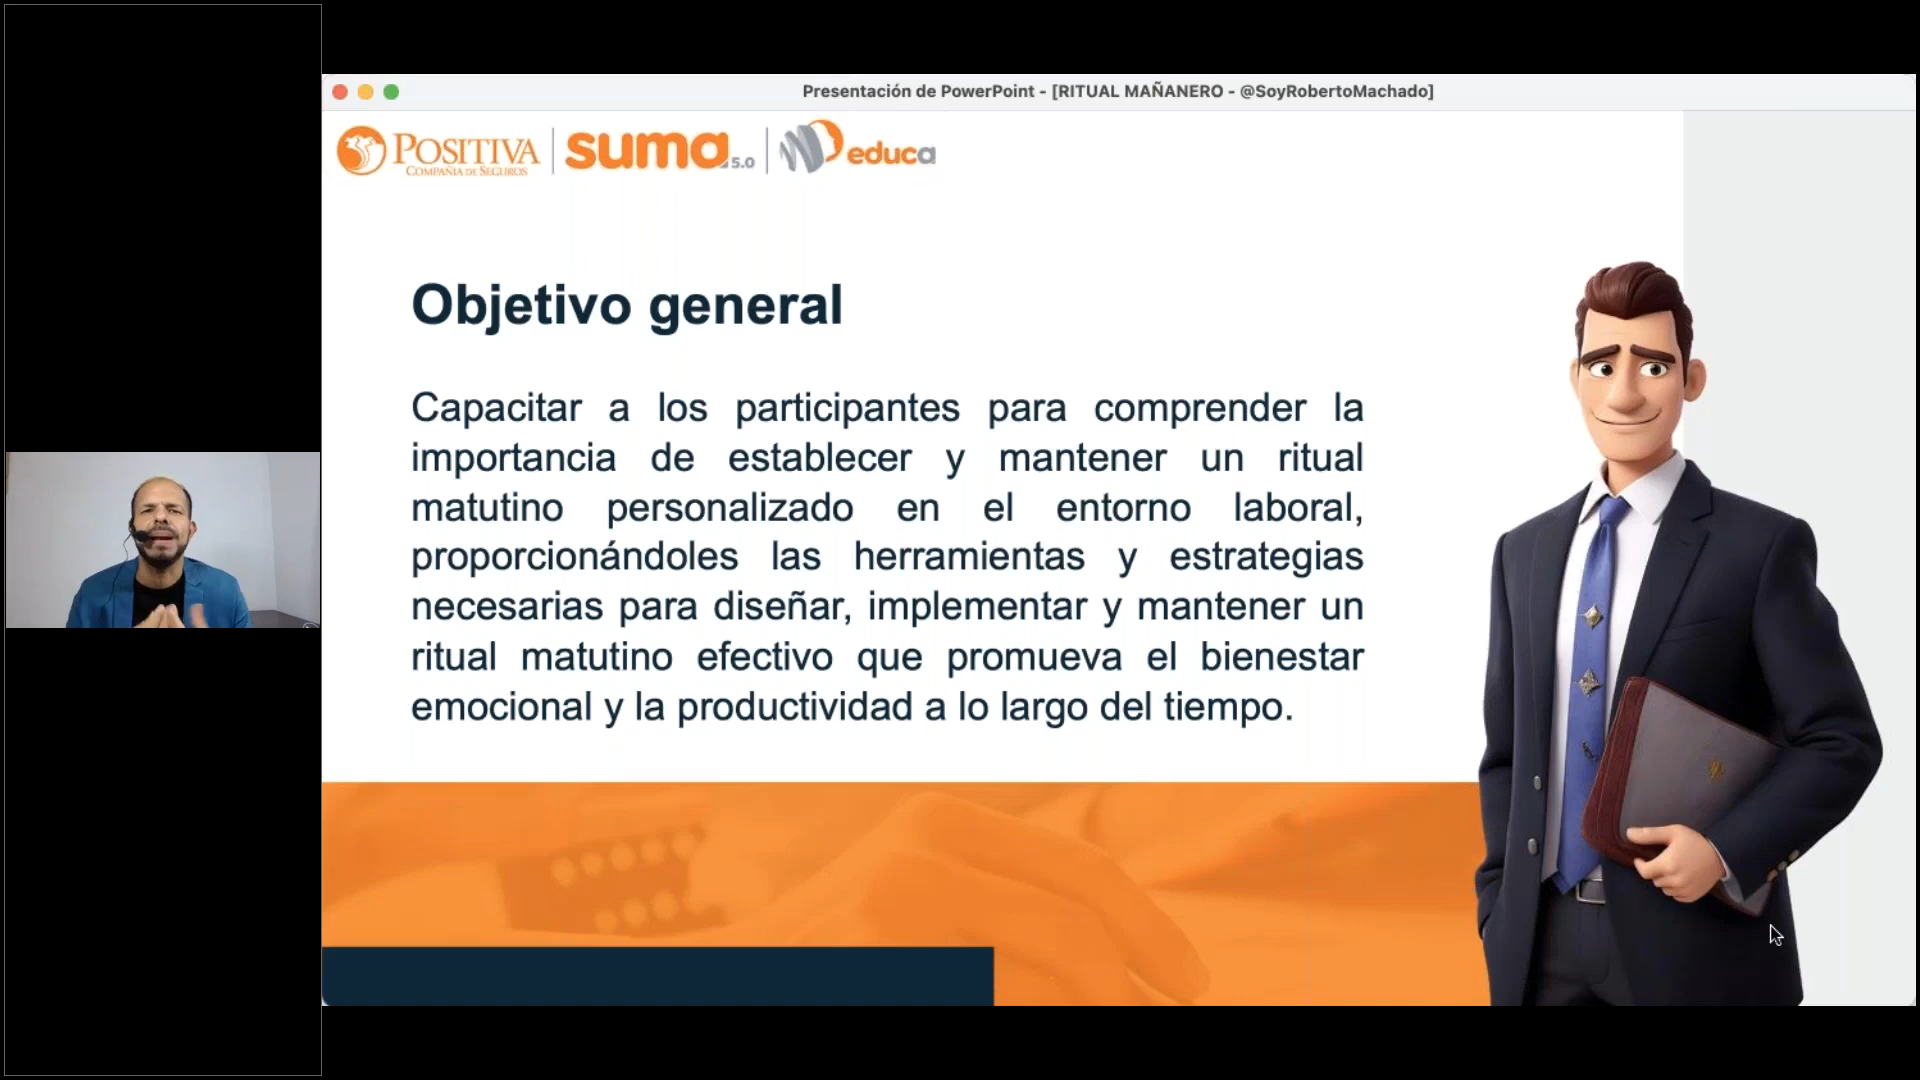 Presentación de PowerPoint - [RITUAL MAÑANERO - @SoyRobertoMachado]
POSITIVA
COMPAÑIA DE SEGUROS
suma 5.0
educa
Objetivo general
Capacitar a los participantes para comprender la
importancia de establecer y mantener un ritual
matutino personalizado en el entorno laboral,
proporcionándoles las herramientas y estrategias
necesarias para diseñar, implementar y mantener un
ritual matutino efectivo que promueva el bienestar
emocional y la productividad a lo largo del tiempo.